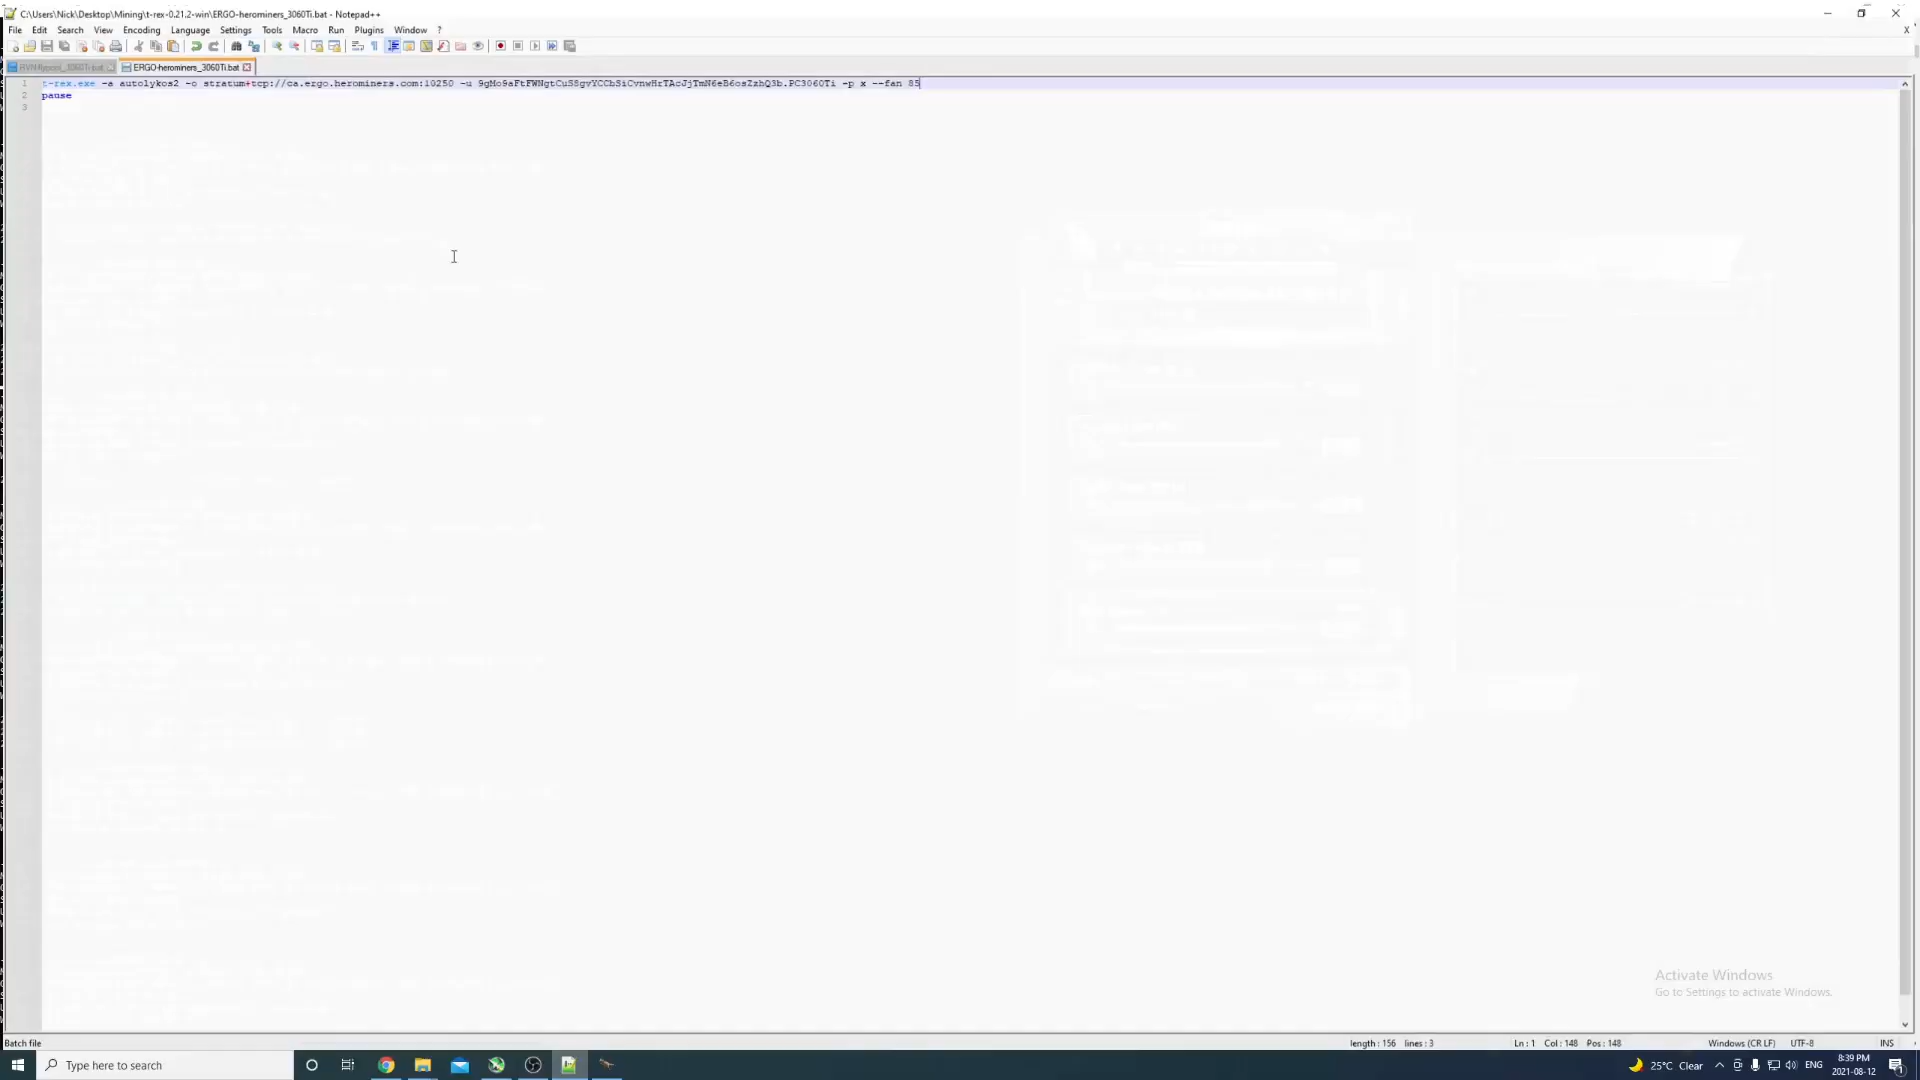 C:\Users\Nick\Desktop\Mining\t-rex-0.21.2-win\ERGO-herominers_3060Ti.bat - Notepad++
File Edit Search View Encoding Language Settings Tools Macro Run Plugins Window ?
X
ERGO-herominers_3060Ti.bat
1 t-rex.exe -a autolykos2 -o stratum+tcp://ca.ergo.herominers.com:10250 -u 9gMo9aFtFWNgtCuS8gvYCCbSiCvnwHrTAcJjTmN6eB6osZzhQ3b.PC3060Ti -p x --fan 85
2 pause
3
Activate Windows
Go to Settings to activate Windows.
Batch file length : 156 lines : 3 Ln : 1 Col : 148 Pos : 148 Windows (CR LF) UTF-8 INS
Type here to search
25°C Clear
ENG
8:39 PM
2021-08-12